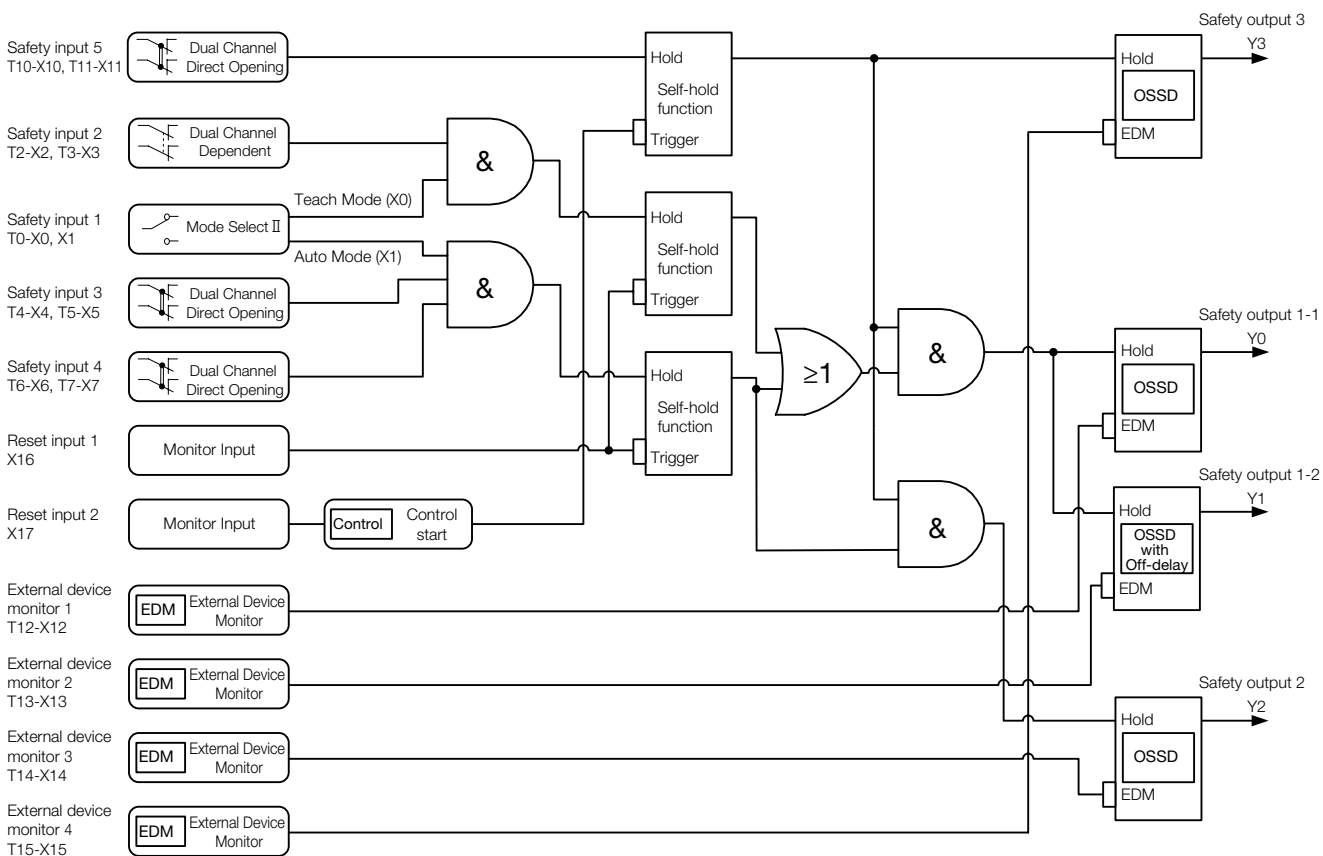 Safety input 5
T10-X10, T11-X11
Dual Channel
Direct Opening
Safety input 2
T2-X2, T3-X3
Dual Channel
Dependent
Safety input 1
T0-X0, X1
Mode Select II
Teach Mode (X0)
Auto Mode (X1)
Safety input 3
T4-X4, T5-X5
Dual Channel
Direct Opening
Safety input 4
T6-X6, T7-X7
Dual Channel
Direct Opening
Reset input 1
X16
Monitor Input
Reset input 2
X17
Monitor Input
Control
Control
start
External device
monitor 1
T12-X12
EDM
External Device
Monitor
External device
monitor 2
T13-X13
EDM
External Device
Monitor
External device
monitor 3
T14-X14
EDM
External Device
Monitor
External device
monitor 4
T15-X15
EDM
External Device
Monitor
&
&
Hold
Self-hold
function
Trigger
Hold
Self-hold
function
Trigger
Hold
Self-hold
function
Trigger
≥1
&
&
Safety output 3
Y3
Hold
OSSD
EDM
Safety output 1-1
Y0
Hold
OSSD
EDM
Safety output 1-2
Y1
Hold
OSSD
with
Off-delay
EDM
Safety output 2
Y2
Hold
OSSD
EDM